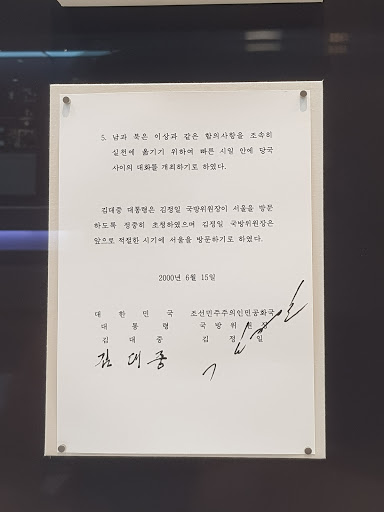 5. 남과 북은 이상과 같은 합의사항을 조속히
실천에 옮기기 위하여 빠른 시일 안에 당국
사이의 대화를 개최하기로 하였다.
김대중 대통령은 김정일 국방위원장이 서울을 방문
하도록 정중히 초청하였으며 김정일 국방위원장은
앞으로 적절한 시기에 서울을 방문하기로 하였다.
2000년 6월 15일
대 한 민 국 조선민주주의인민공화국
대 통 령 국 방 위 원 장
김 대 중 김 정 일
김 대 중